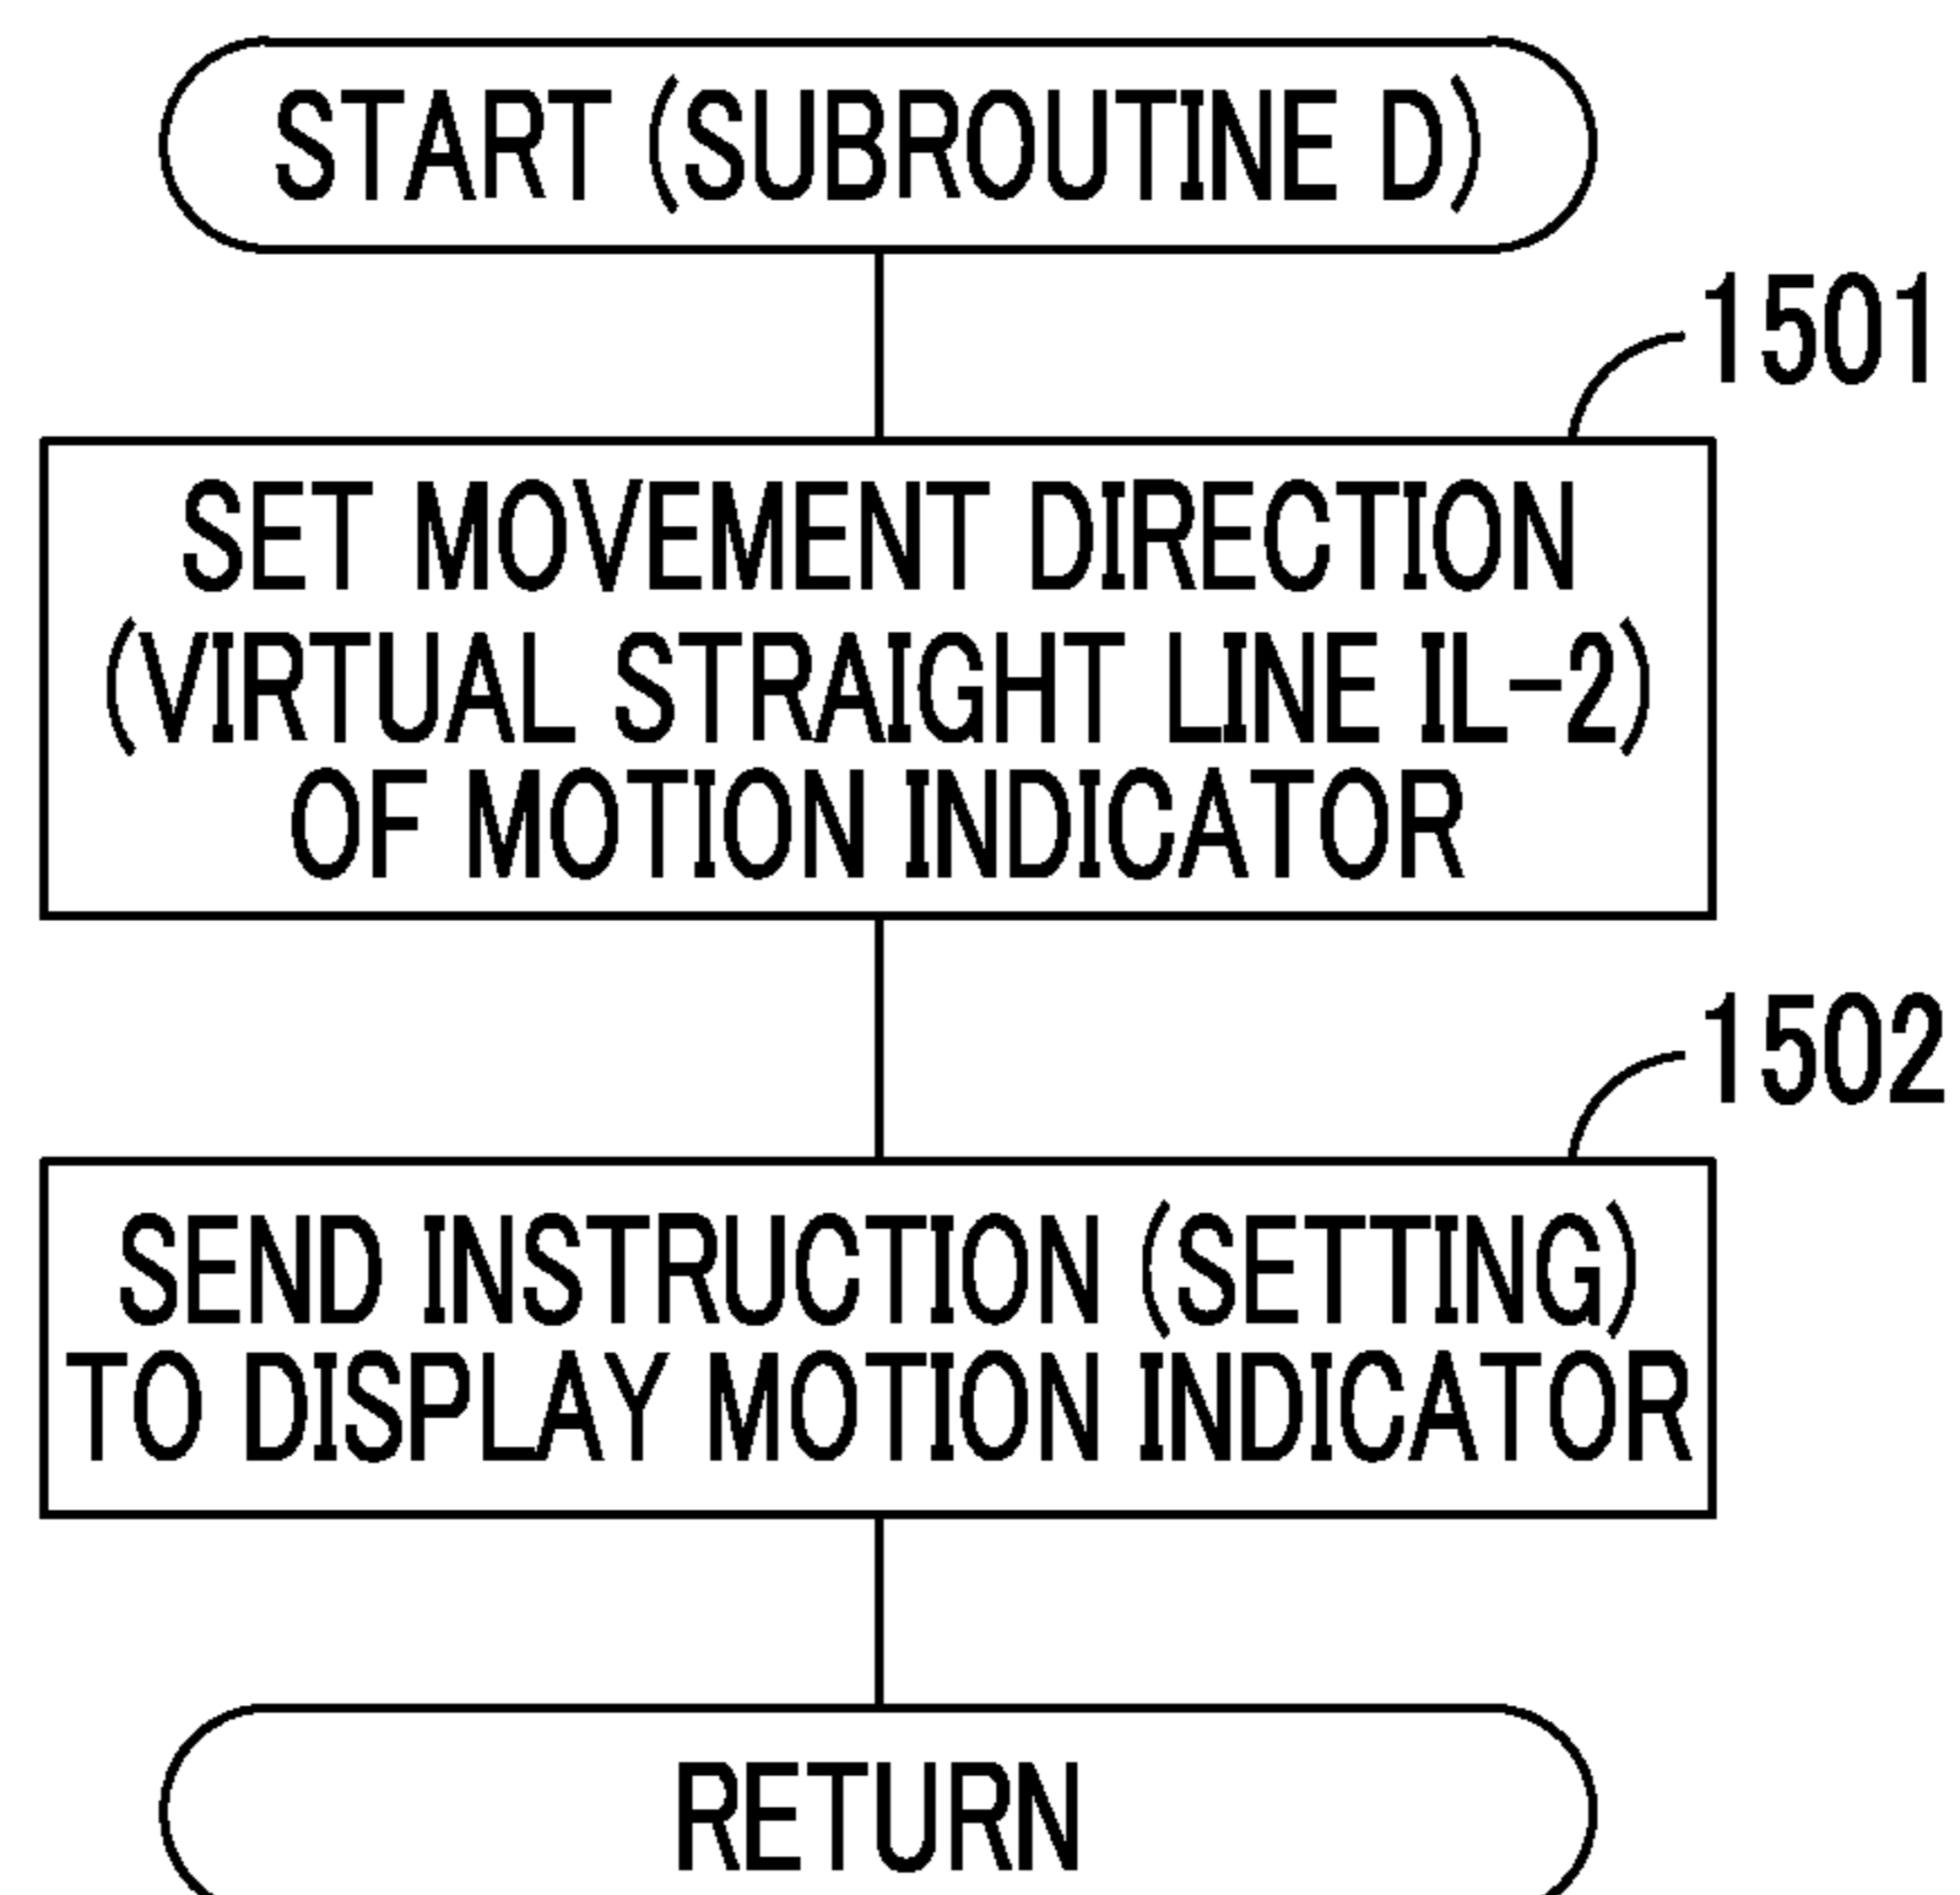 START (SUBROUTINE D)
1501
SET MOVEMENT DIRECTION
(VIRTUAL STRAIGHT LINE IL-2)
OF MOTION INDICATOR
1502
SEND INSTRUCTION (SETTING)
TO DISPLAY MOTION INDICATOR
RETURN